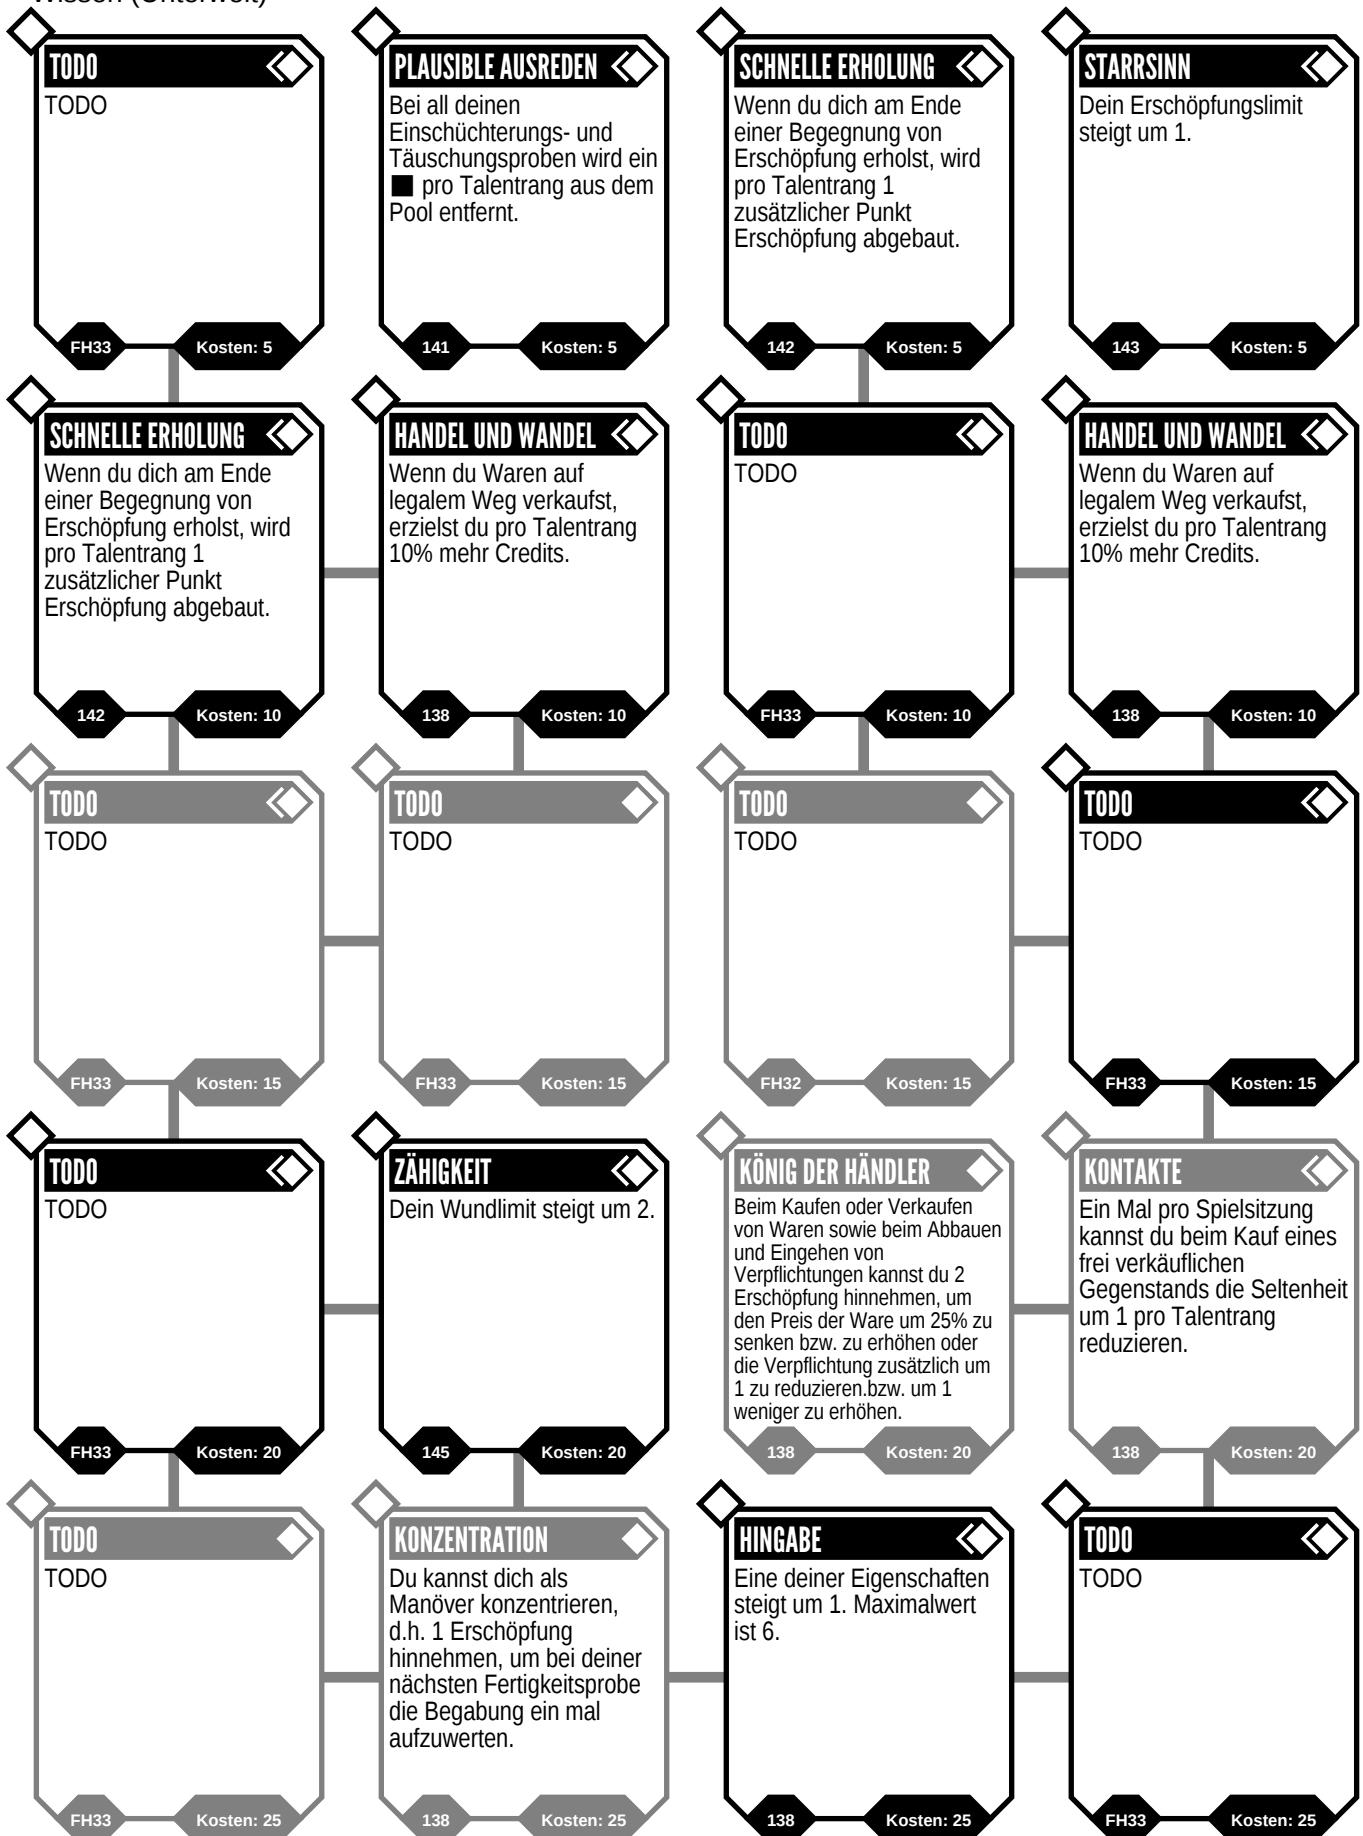 Wissen (Unterwelt)
TODO
TODO
FH33
Kosten: 5
PLAUSIBLE AUSREDEN
Bei all deinen
Einschüchterungs- und
Täuschungsproben wird ein
■ pro Talentrang aus dem
Pool entfernt.
141
Kosten: 5
SCHNELLE ERHOLUNG
Wenn du dich am Ende
einer Begegnung von
Erschöpfung erholst, wird
pro Talentrang 1
zusätzlicher Punkt
Erschöpfung abgebaut.
142
Kosten: 5
STARRSINN
Dein Erschöpfungslimit
steigt um 1.
143
Kosten: 5
SCHNELLE ERHOLUNG
Wenn du dich am Ende
einer Begegnung von
Erschöpfung erholst, wird
pro Talentrang 1
zusätzlicher Punkt
Erschöpfung abgebaut.
142
Kosten: 10
HANDEL UND WANDEL
Wenn du Waren auf
legalem Weg verkaufst,
erzielst du pro Talentrang
10% mehr Credits.
138
Kosten: 10
TODO
TODO
FH33
Kosten: 10
HANDEL UND WANDEL
Wenn du Waren auf
legalem Weg verkaufst,
erzielst du pro Talentrang
10% mehr Credits.
138
Kosten: 10
TODO
TODO
FH33
Kosten: 15
TODO
TODO
FH33
Kosten: 15
TODO
TODO
FH32
Kosten: 15
TODO
TODO
FH33
Kosten: 15
TODO
TODO
FH33
Kosten: 20
ZÄHIGKEIT
Dein Wundlimit steigt um 2.
145
Kosten: 20
KÖNIG DER HÄNDLER
Beim Kaufen oder Verkaufen
von Waren sowie beim Abbauen
und Eingehen von
Verpflichtungen kannst du 2
Erschöpfung hinnehmen, um
den Preis der Ware um 25% zu
senken bzw. zu erhöhen oder
die Verpflichtung zusätzlich um
1 zu reduzieren.bzw. um 1
weniger zu erhöhen.
138
Kosten: 20
KONTAKTE
Ein Mal pro Spielsitzung
kannst du beim Kauf eines
frei verkäuflichen
Gegenstands die Seltenheit
um 1 pro Talentrang
reduzieren.
138
Kosten: 20
TODO
TODO
FH33
Kosten: 25
KONZENTRATION
Du kannst dich als
Manöver konzentrieren,
d.h. 1 Erschöpfung
hinnehmen, um bei deiner
nächsten Fertigkeitsprobe
die Begabung ein mal
aufzuwerten.
138
Kosten: 25
HINGABE
Eine deiner Eigenschaften
steigt um 1. Maximalwert
ist 6.
138
Kosten: 25
TODO
TODO
FH33
Kosten: 25